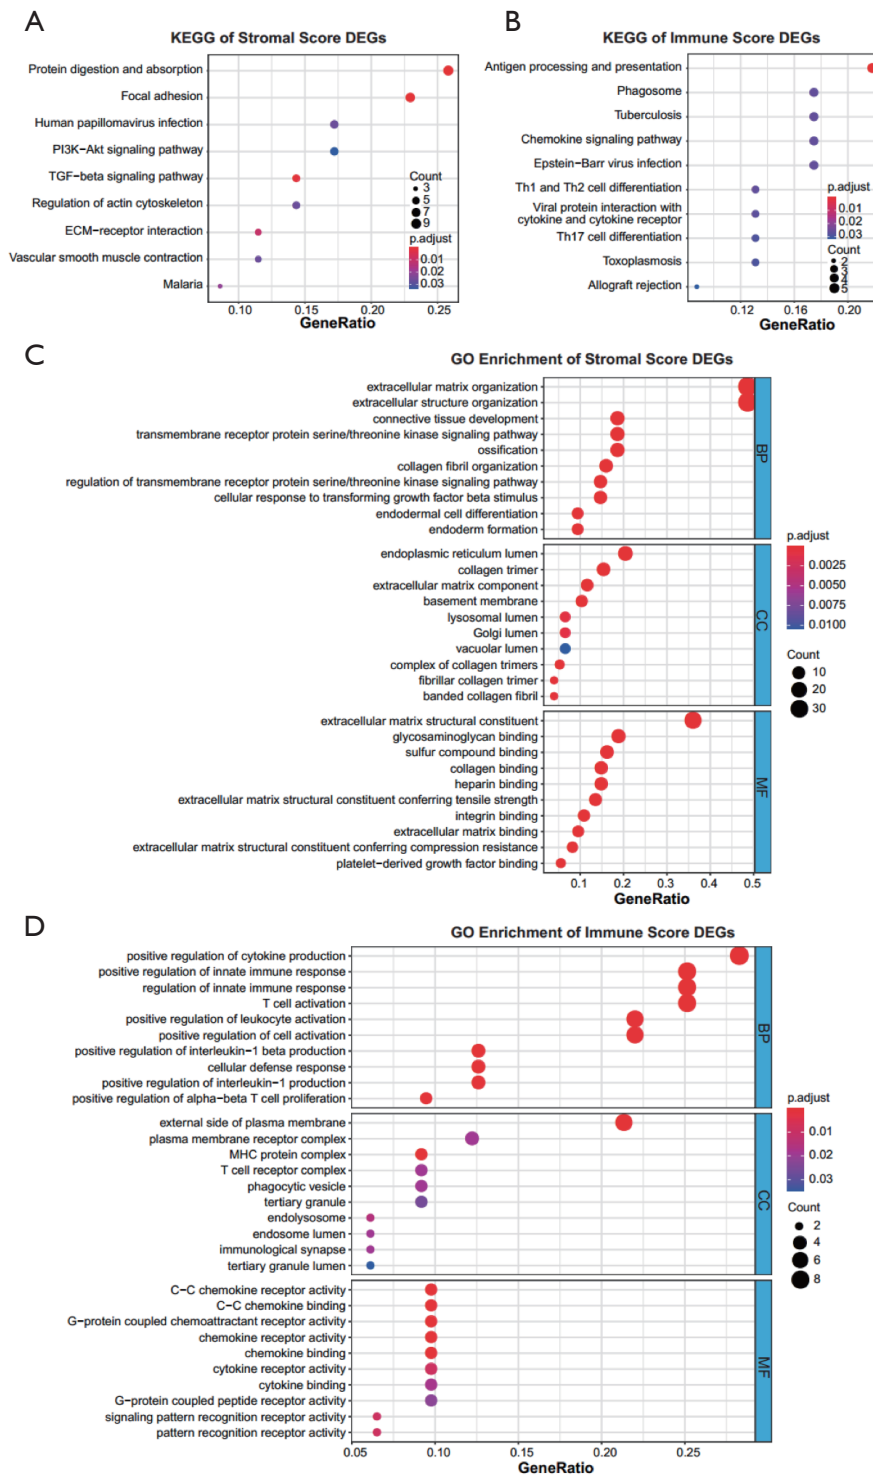 A
KEGG of Stromal Score DEGs
Protein digestion and absorption
Focal adhesion
Human papillomavirus infection
PI3K−Akt signaling pathway
TGF−beta signaling pathway
Regulation of actin cytoskeleton
ECM−receptor interaction
Vascular smooth muscle contraction
Malaria
Count
3
5
7
9
p.adjust
0.01
0.02
0.03
0.10
0.15
0.20
0.25
GeneRatio
B
KEGG of Immune Score DEGs
Antigen processing and presentation
Phagosome
Tuberculosis
Chemokine signaling pathway
Epstein−Barr virus infection
Th1 and Th2 cell differentiation
Viral protein interaction with
cytokine and cytokine receptor
Th17 cell differentiation
Toxoplasmosis
Allograft rejection
p.adjust
0.01
0.02
0.03
Count
2
3
4
5
0.12
0.16
0.20
GeneRatio
C
GO Enrichment of Stromal Score DEGs
extracellular matrix organization
extracellular structure organization
connective tissue development
transmembrane receptor protein serine/threonine kinase signaling pathway
ossification
collagen fibril organization
regulation of transmembrane receptor protein serine/threonine kinase signaling pathway
cellular response to transforming growth factor beta stimulus
endodermal cell differentiation
endoderm formation
BP
endoplasmic reticulum lumen
collagen trimer
extracellular matrix component
basement membrane
lysosomal lumen
Golgi lumen
vacuolar lumen
complex of collagen trimers
fibrillar collagen trimer
banded collagen fibril
CC
extracellular matrix structural constituent
glycosaminoglycan binding
sulfur compound binding
collagen binding
heparin binding
extracellular matrix structural constituent conferring tensile strength
integrin binding
extracellular matrix binding
extracellular matrix structural constituent conferring compression resistance
platelet−derived growth factor binding
MF
0.1
0.2
0.3
0.4
0.5
GeneRatio
p.adjust
0.0025
0.0050
0.0075
0.0100
Count
10
20
30
D
GO Enrichment of Immune Score DEGs
positive regulation of cytokine production
positive regulation of innate immune response
regulation of innate immune response
T cell activation
positive regulation of leukocyte activation
positive regulation of cell activation
positive regulation of interleukin−1 beta production
cellular defense response
positive regulation of interleukin−1 production
positive regulation of alpha−beta T cell proliferation
BP
external side of plasma membrane
plasma membrane receptor complex
MHC protein complex
T cell receptor complex
phagocytic vesicle
tertiary granule
endolysosome
endosome lumen
immunological synapse
tertiary granule lumen
CC
C−C chemokine receptor activity
C−C chemokine binding
G−protein coupled chemoattractant receptor activity
chemokine receptor activity
chemokine binding
cytokine receptor activity
cytokine binding
G−protein coupled peptide receptor activity
signaling pattern recognition receptor activity
pattern recognition receptor activity
MF
0.05
0.10
0.15
0.20
0.25
GeneRatio
p.adjust
0.01
0.02
0.03
Count
2
4
6
8